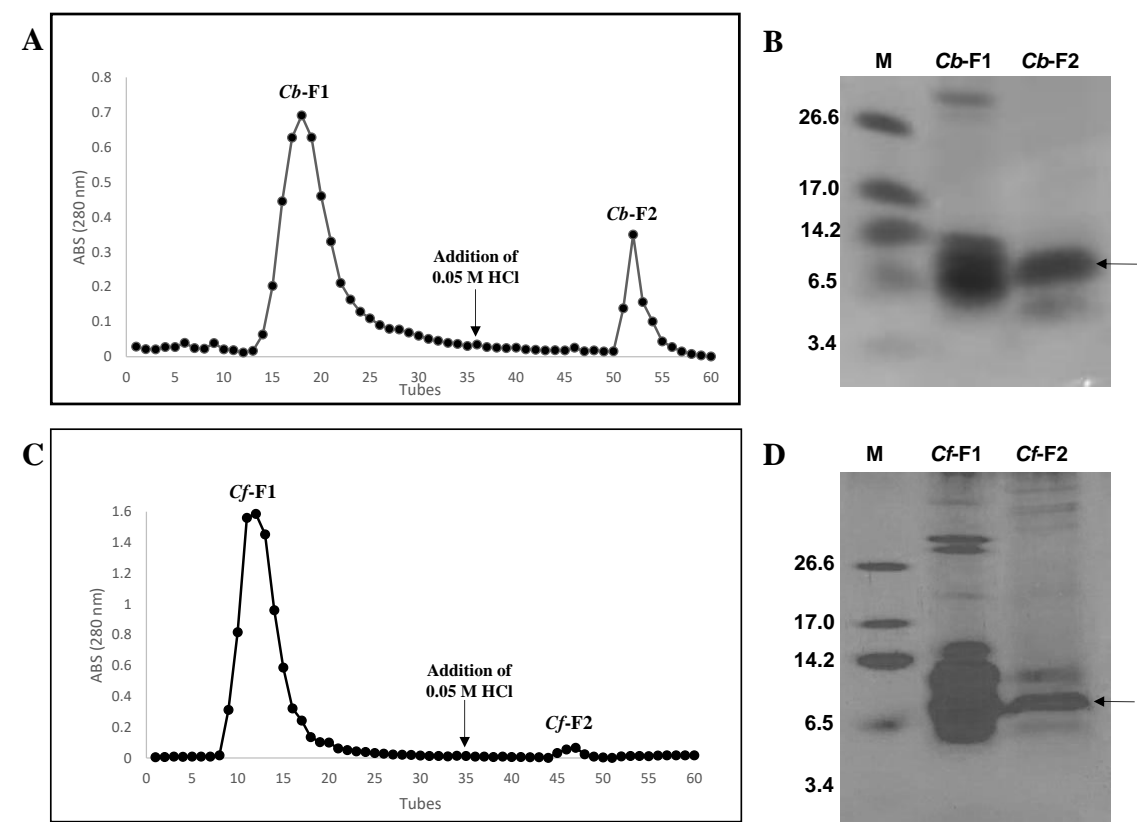 A
Cb-F1
Cb-F2
Addition of
0.05 M HCl
ABS (280 nm)
0.8
0.7
0.6
0.5
0.4
0.3
0.2
0.1
0
0 5 10 15 20 25 30 35 40 45 50 55 60
Tubes
B
M Cb-F1 Cb-F2
26.6
17.0
14.2
6.5
3.4
C
Cf-F1
Addition of
0.05 M HCl
Cf-F2
ABS (280 nm)
1.6
1.4
1.2
1
0.8
0.6
0.4
0.2
0
0 5 10 15 20 25 30 35 40 45 50 55 60
Tubes
D
M Cf-F1 Cf-F2
26.6
17.0
14.2
6.5
3.4